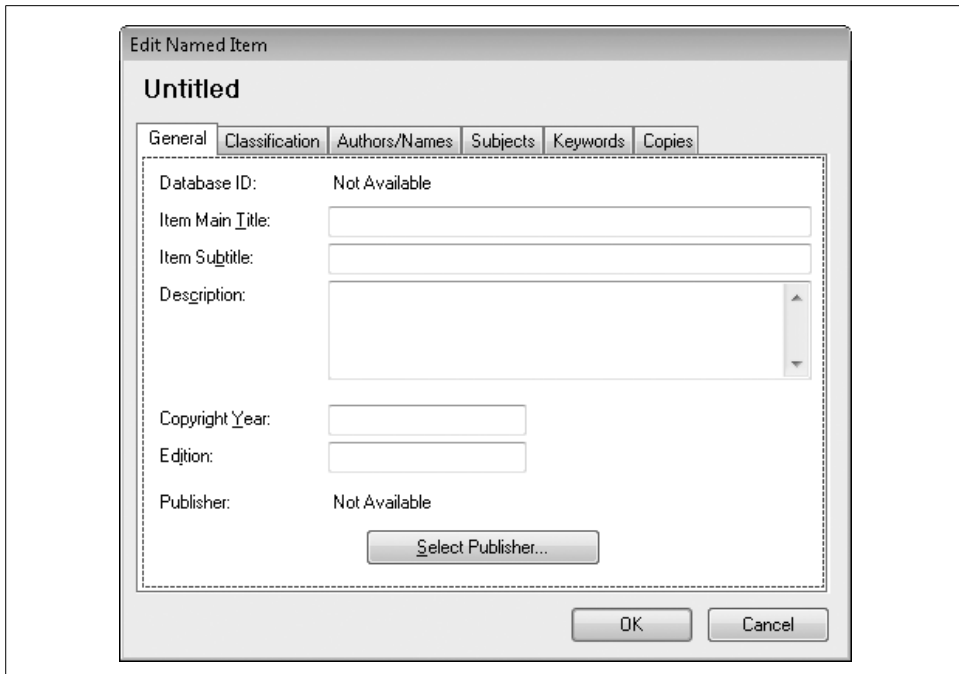 Edit Named Item
Untitled
General Classification Authors/Names Subjects Keywords Copies
Database ID: Not Available
Item Main Title:
Item Subtitle:
Description:
Copyright Year:
Edition:
Publisher: Not Available
Select Publisher...
OK Cancel